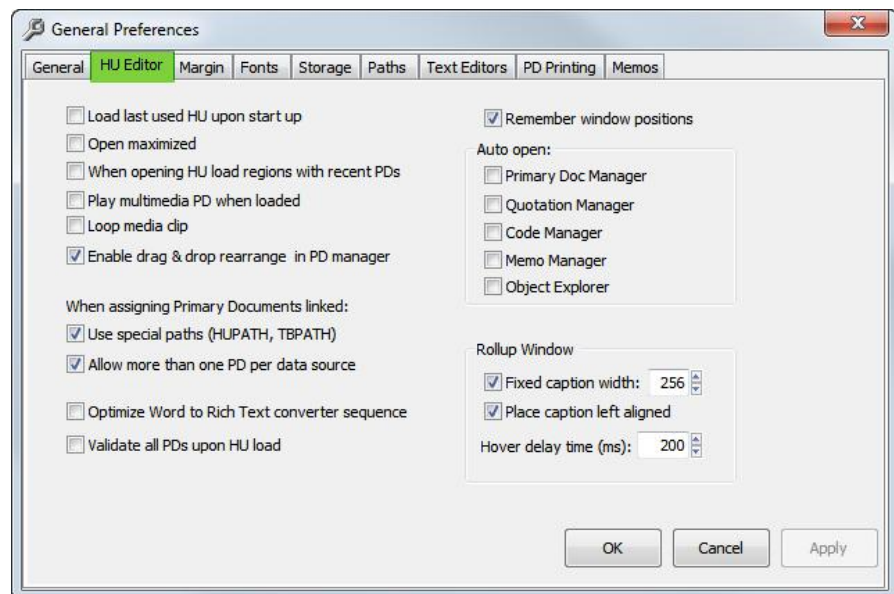 General Preferences
General HU Editor Margin Fonts Storage Paths Text Editors PD Printing Memos
Load last used HU upon start up
Open maximized
When opening HU load regions with recent PDs
Play multimedia PD when loaded
Loop media clip
Enable drag & drop rearrange in PD manager
When assigning Primary Documents linked:
Use special paths (HUPATH, TBPATH)
Allow more than one PD per data source
Optimize Word to Rich Text converter sequence
Validate all PDs upon HU load
Remember window positions
Auto open:
Primary Doc Manager
Quotation Manager
Code Manager
Memo Manager
Object Explorer
Rollup Window
Fixed caption width: 256
Place caption left aligned
Hover delay time (ms): 200
OK Cancel Apply